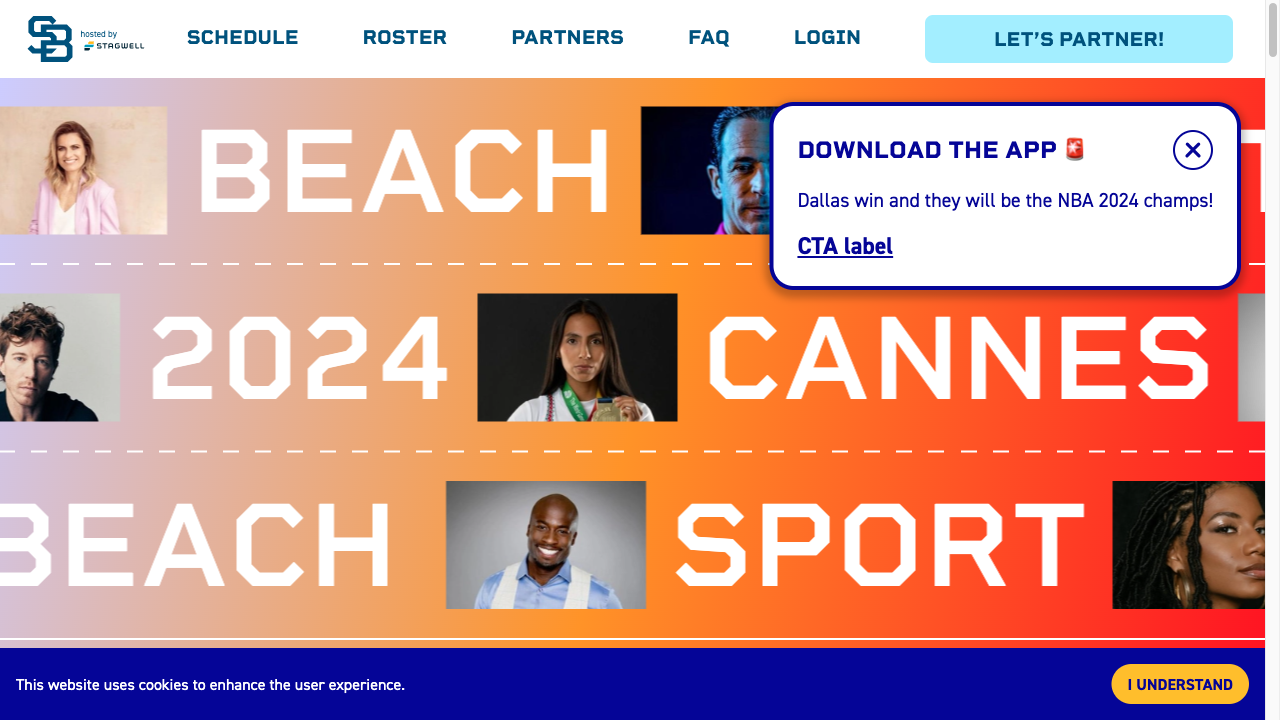 SB hosted by
STAGWELL
SCHEDULE ROSTER PARTNERS FAQ LOGIN LET'S PARTNER!
BEACH
DOWNLOAD THE APP 🚨
Dallas win and they will be the NBA 2024 champs!
CTA label
2024 CANNES
BEACH SPORT
This website uses cookies to enhance the user experience.
I UNDERSTAND